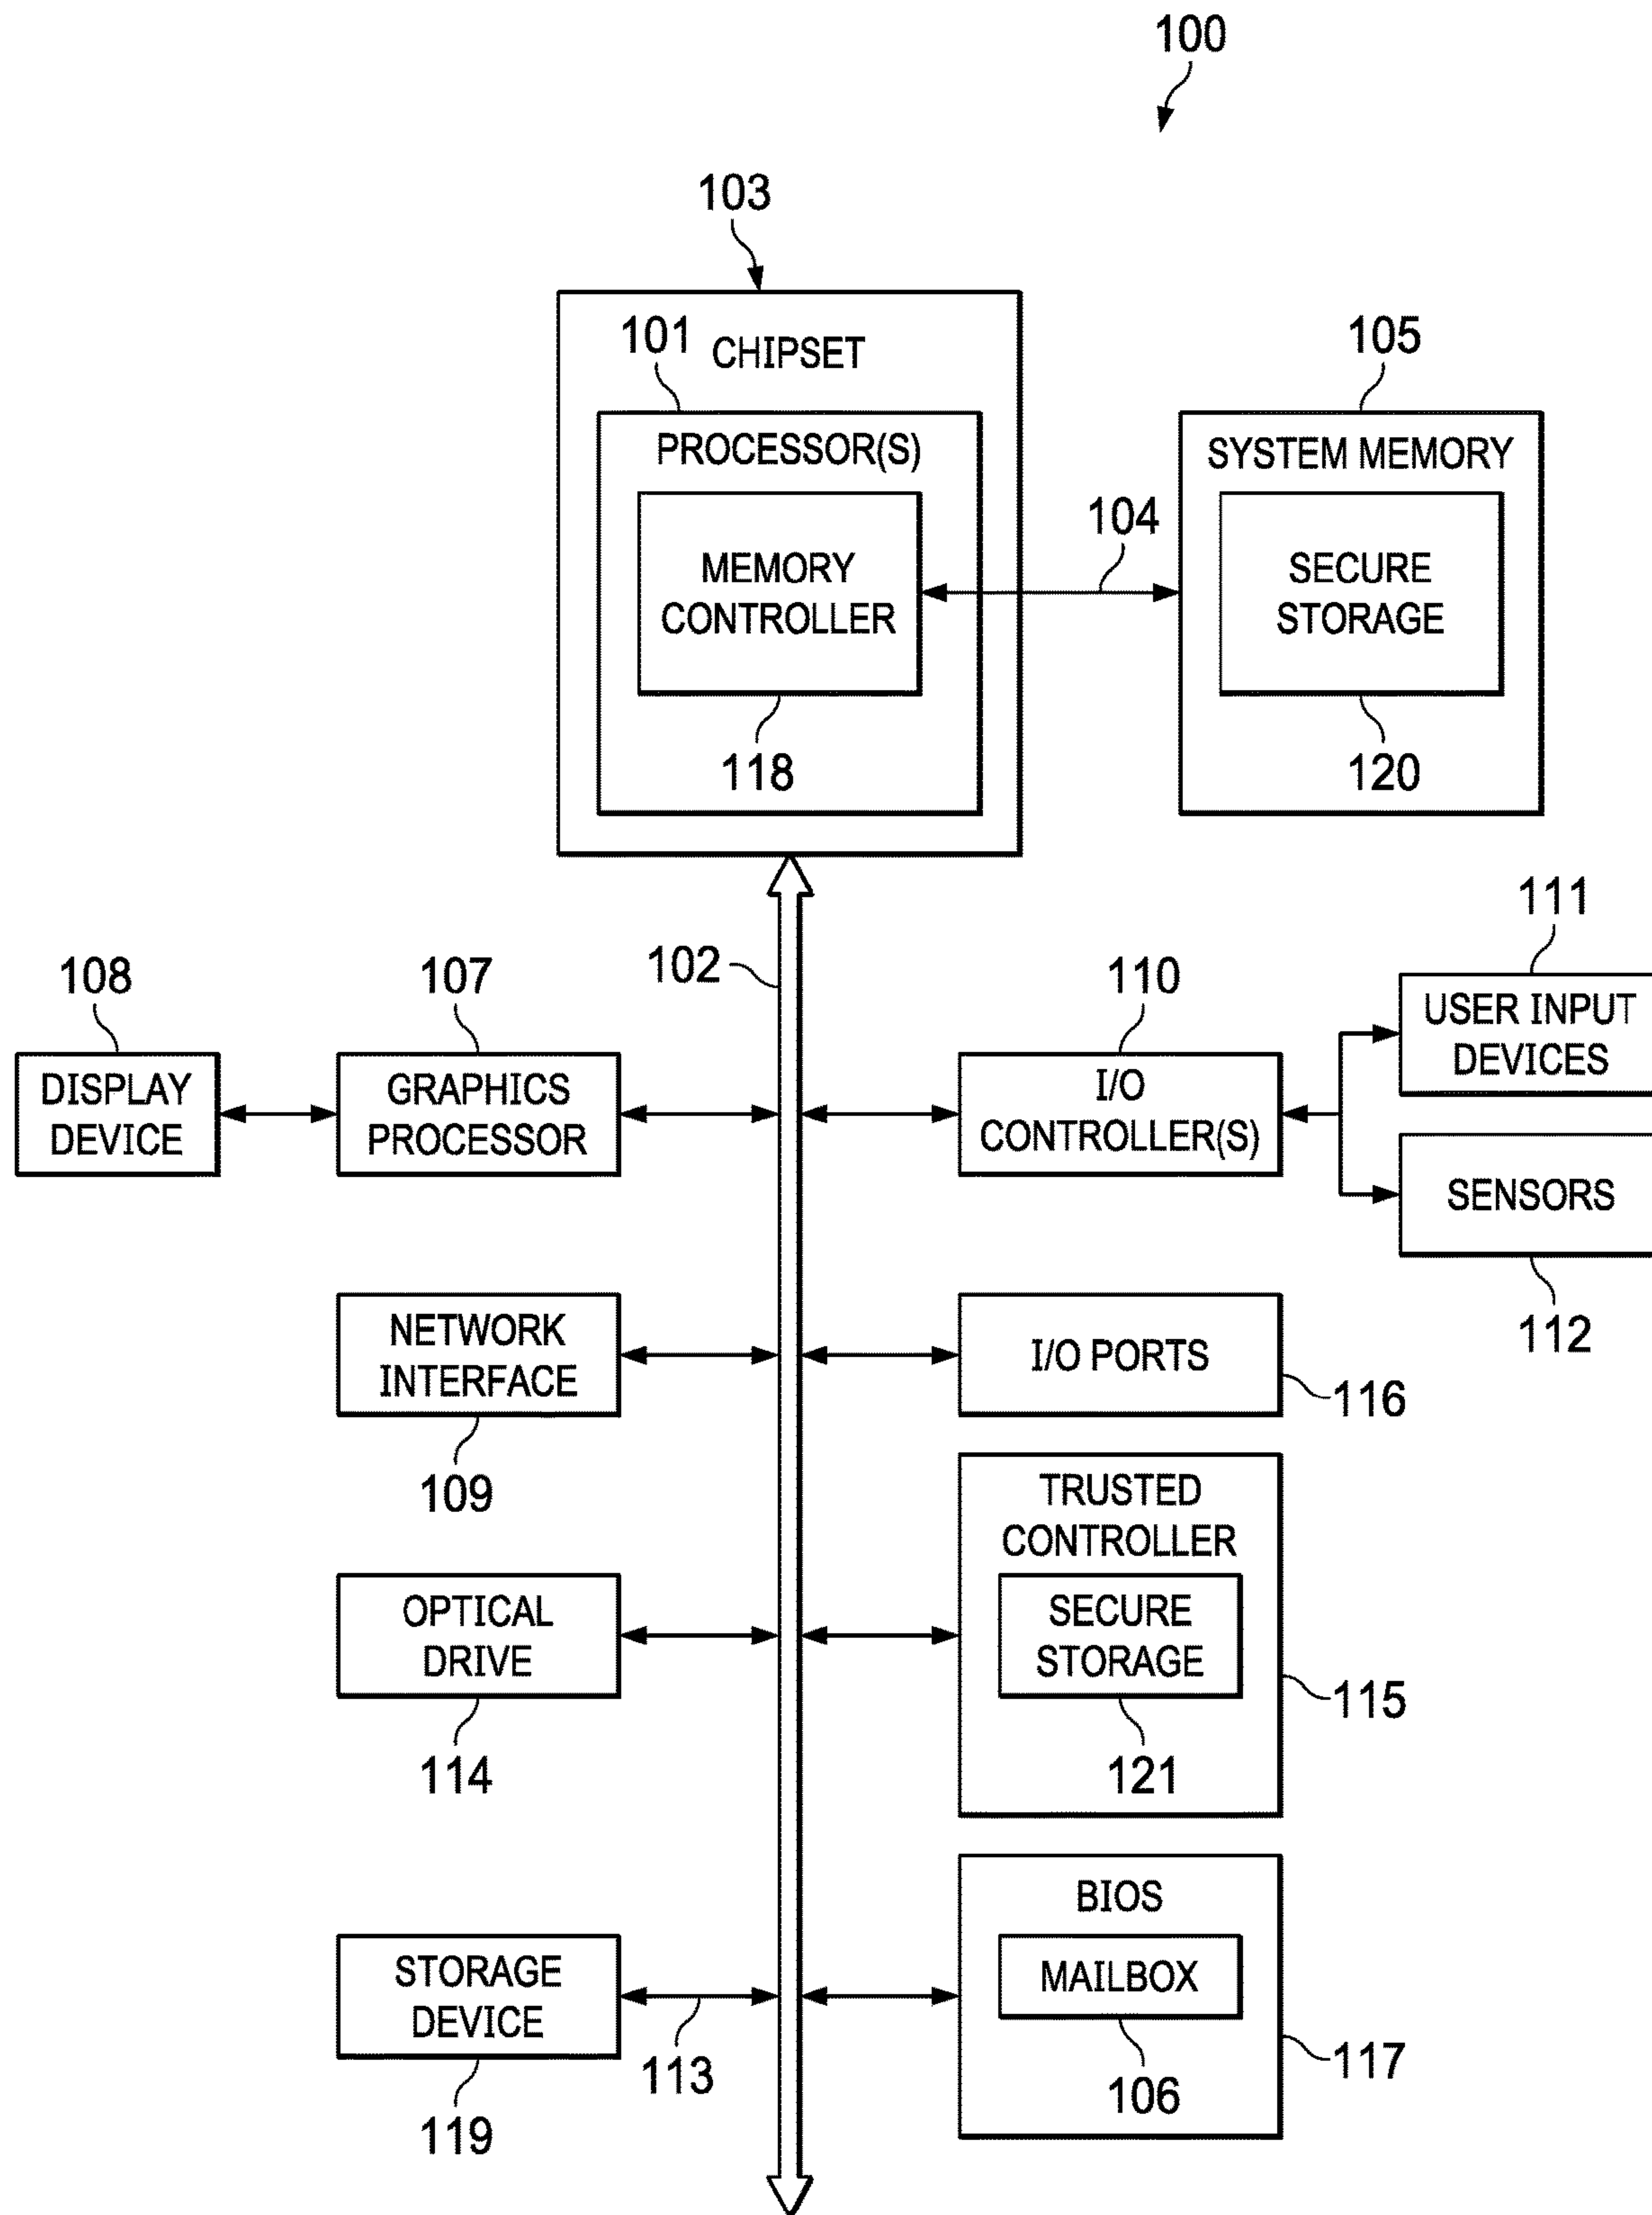 100
103
101
CHIPSET
105
PROCESSOR(S)
SYSTEM MEMORY
104
MEMORY
CONTROLLER
SECURE
STORAGE
118
120
111
102
108
107
110
USER INPUT
DEVICES
DISPLAY
DEVICE
GRAPHICS
PROCESSOR
I/O
CONTROLLER(S)
SENSORS
112
NETWORK
INTERFACE
I/O PORTS
116
109
TRUSTED
CONTROLLER
OPTICAL
DRIVE
SECURE
STORAGE
115
114
121
BIOS
STORAGE
DEVICE
MAILBOX
113
117
119
106